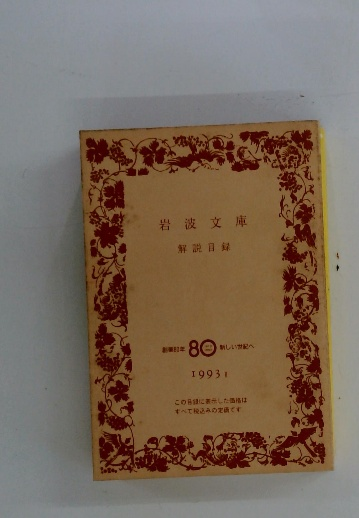 岩波文庫
解説目録
創業80年 80 新しい世紀へ
1993 1
この目録に表示した価格は
すべて税込みの定価です